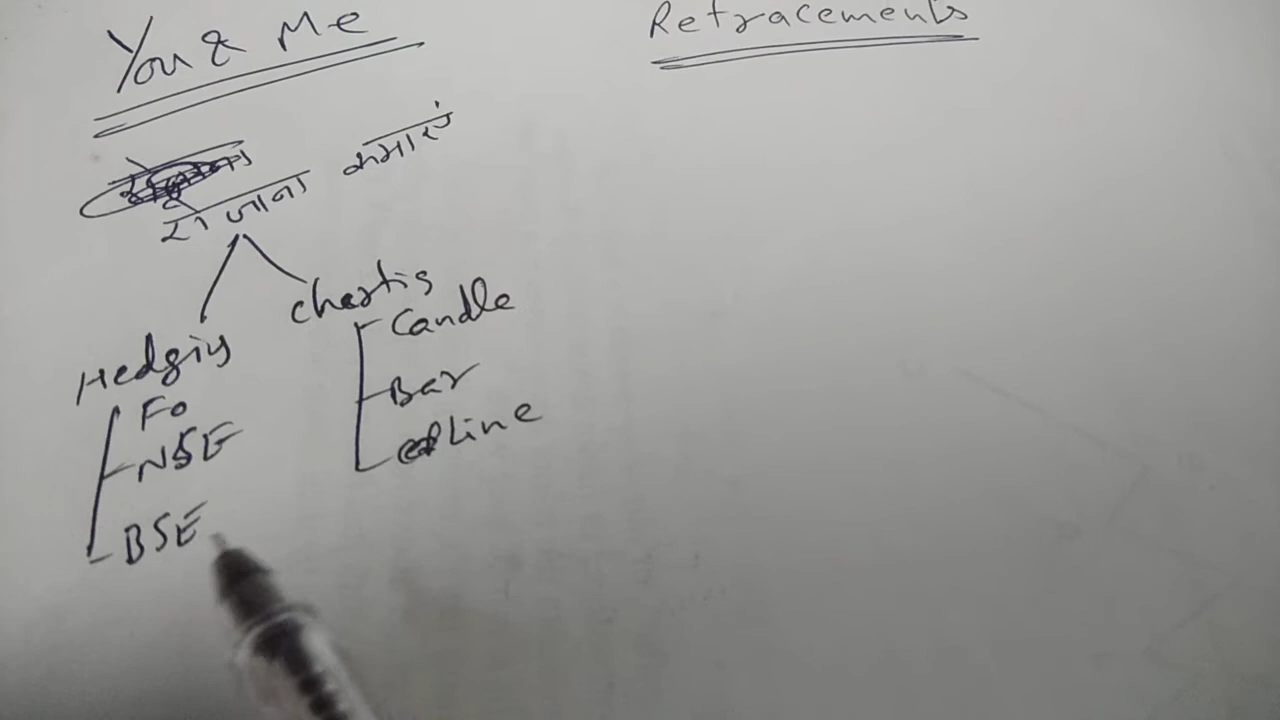 You & Me
Retracements
रोजाना कमाएं
Hedging
Fo
NSE
BSE
Chartis
Candle
Bar
Line